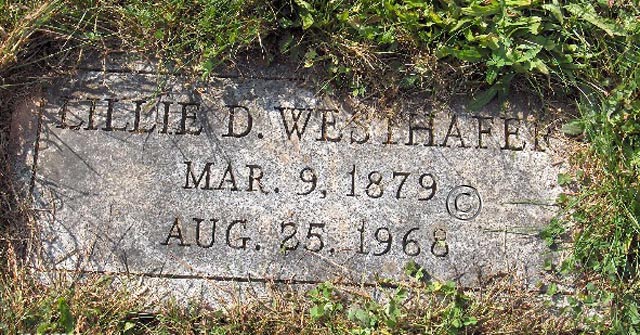 LILLIE D. WESTHAFER
MAR. 9, 1879
©
AUG. 25, 1968